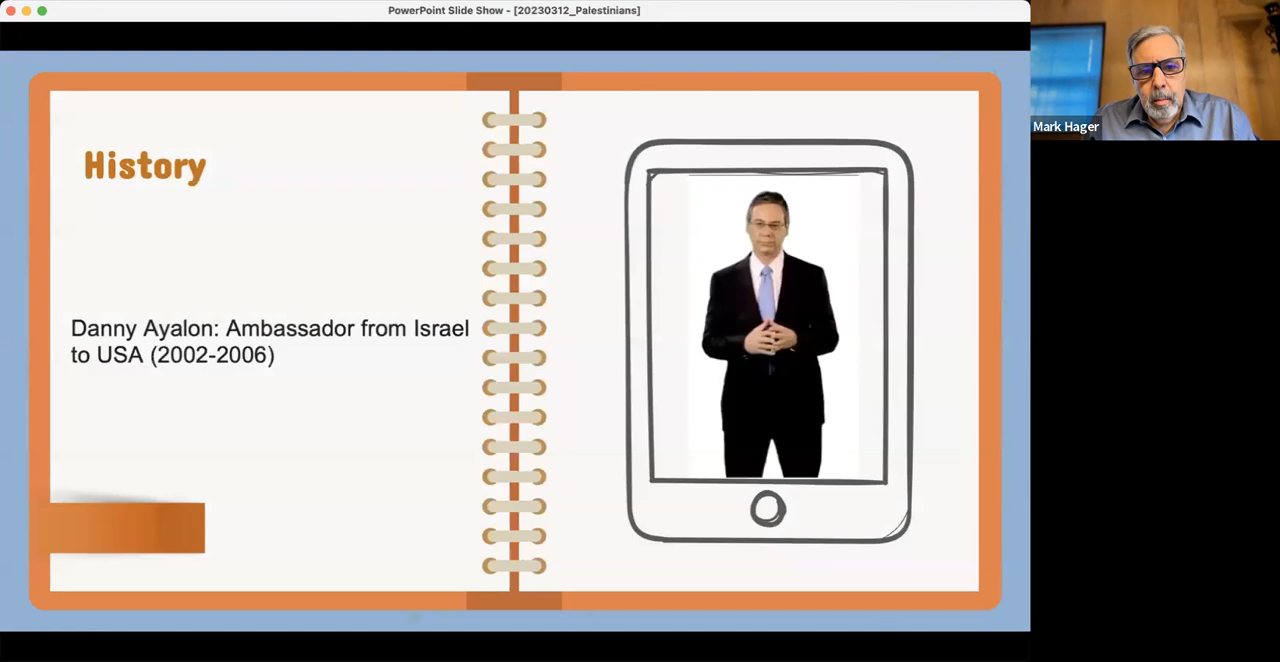 PowerPoint Slide Show - [20230312_Palestinians]
History
Danny Ayalon: Ambassador from Israel
to USA (2002-2006)
Mark Hager